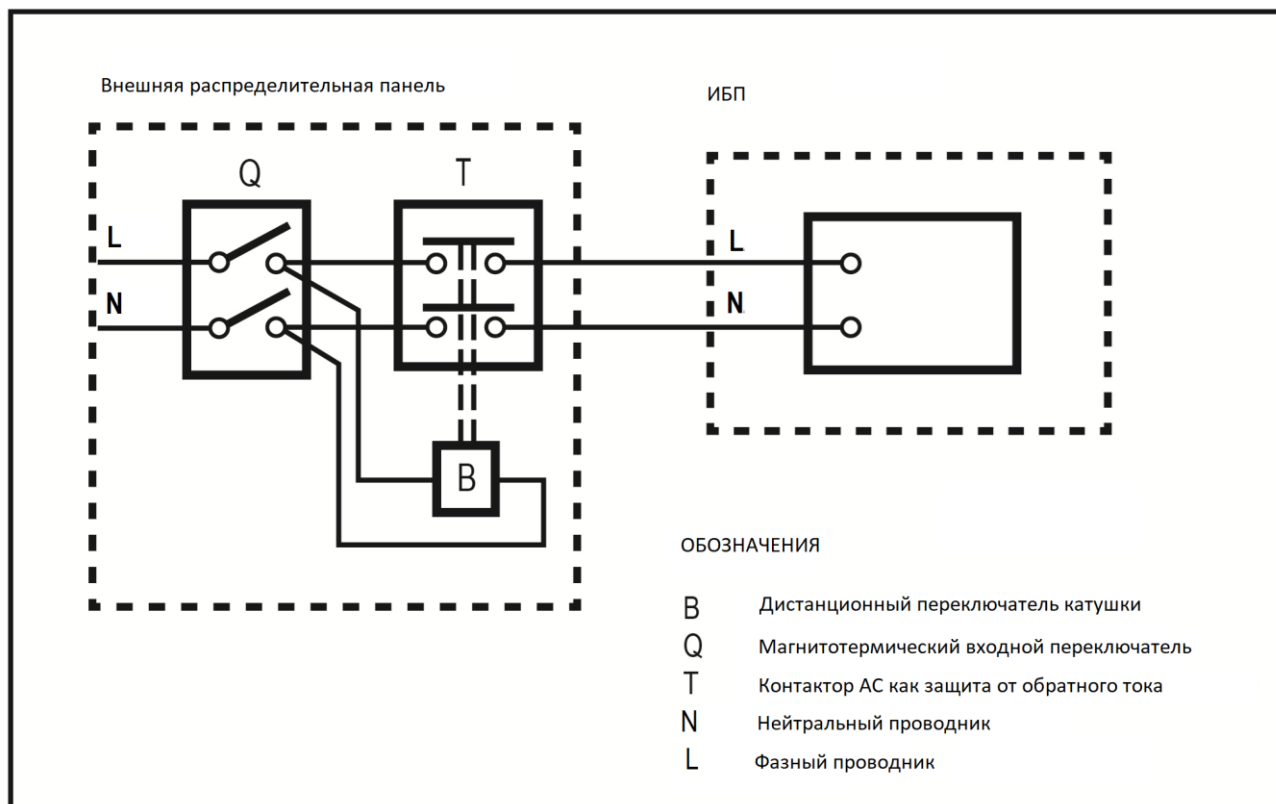 Внешняя распределительная панель
ИБП
Q
T
L
L
N
N
B
ОБОЗНАЧЕНИЯ
B Дистанционный переключатель катушки
Q Магнитотермический входной переключатель
T Контактор АС как защита от обратного тока
N Нейтральный проводник
L Фазный проводник